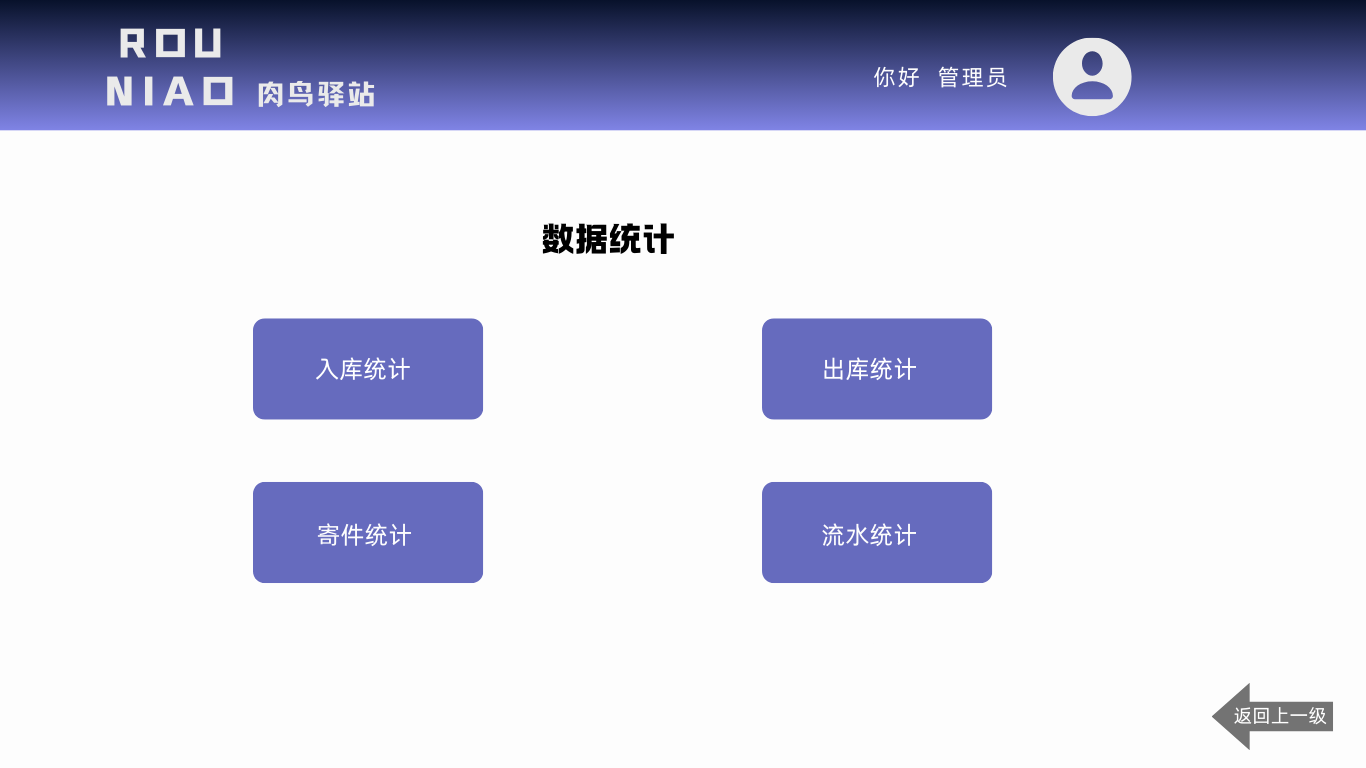 ROU
NIAO 肉鸟驿站
你好 管理员
数据统计
入库统计
出库统计
寄件统计
流水统计
返回上一级